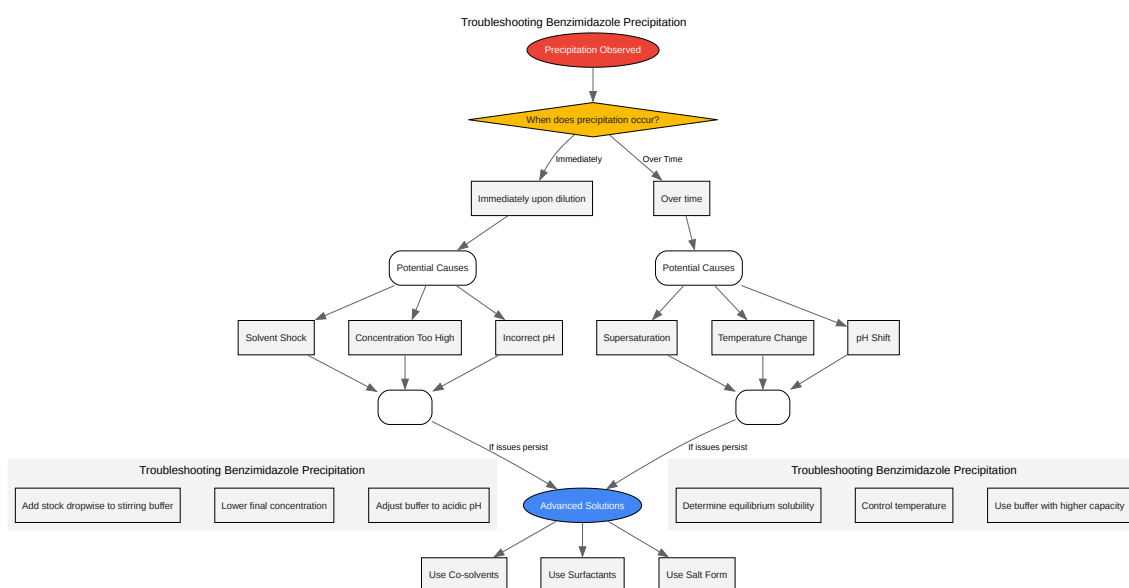 Troubleshooting Benzimidazole Precipitation
Precipitation Observed
When does precipitation occur?
Immediately
Over Time
Immediately upon dilution
Over time
Potential Causes
Potential Causes
Solvent Shock
Concentration Too High
Incorrect pH
Supersaturation
Temperature Change
pH Shift
If issues persist
If issues persist
Troubleshooting Benzimidazole Precipitation
Add stock dropwise to stirring buffer
Lower final concentration
Adjust buffer to acidic pH
Advanced Solutions
Troubleshooting Benzimidazole Precipitation
Determine equilibrium solubility
Control temperature
Use buffer with higher capacity
Use Co-solvents
Use Surfactants
Use Salt Form